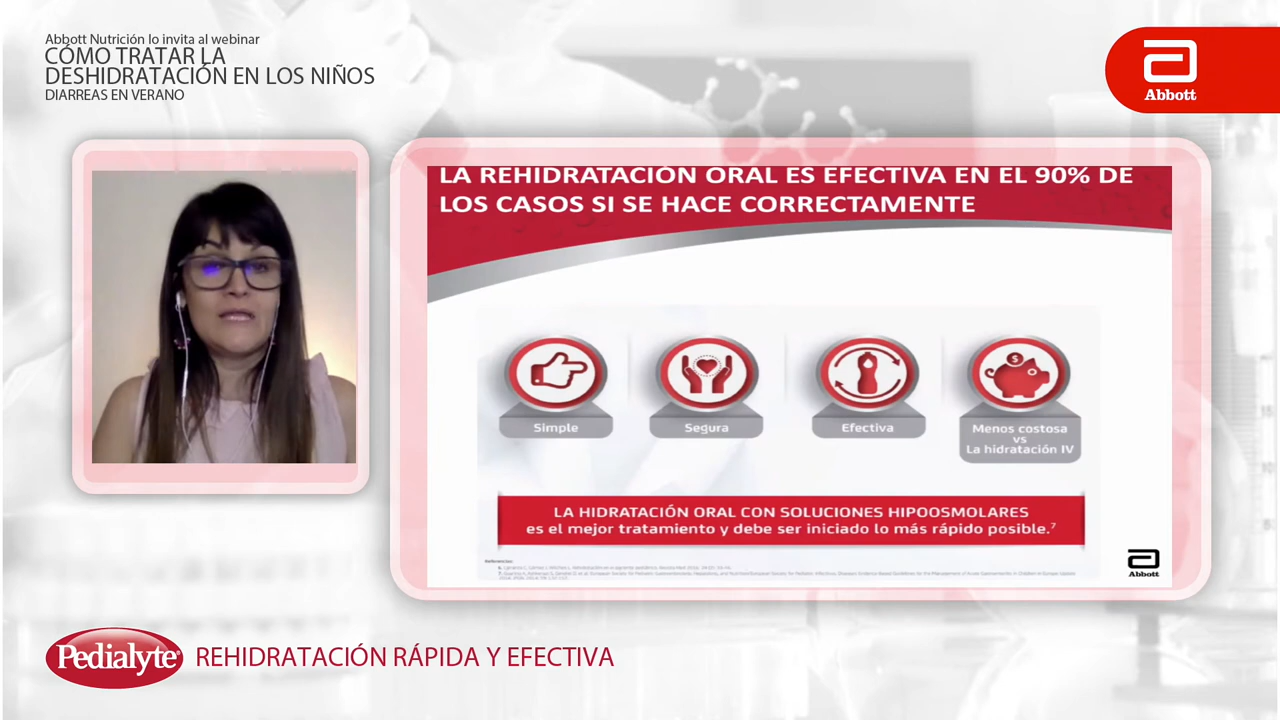 Abbott Nutrición lo invita al webinar
CÓMO TRATAR LA
DESHIDRATACIÓN EN LOS NIÑOS
DIARREAS EN VERANO
Abbott
LA REHIDRATACIÓN ORAL ES EFECTIVA EN EL 90% DE
LOS CASOS SI SE HACE CORRECTAMENTE
Simple
Segura
Efectiva
Menos costosa
vs
La hidratación IV
LA HIDRATACIÓN ORAL CON SOLUCIONES HIPOOSMOLARES
es el mejor tratamiento y debe ser iniciado lo más rápido posible.7
Referencias:
Abbott
Pedialyte
REHIDRATACIÓN RÁPIDA Y EFECTIVA